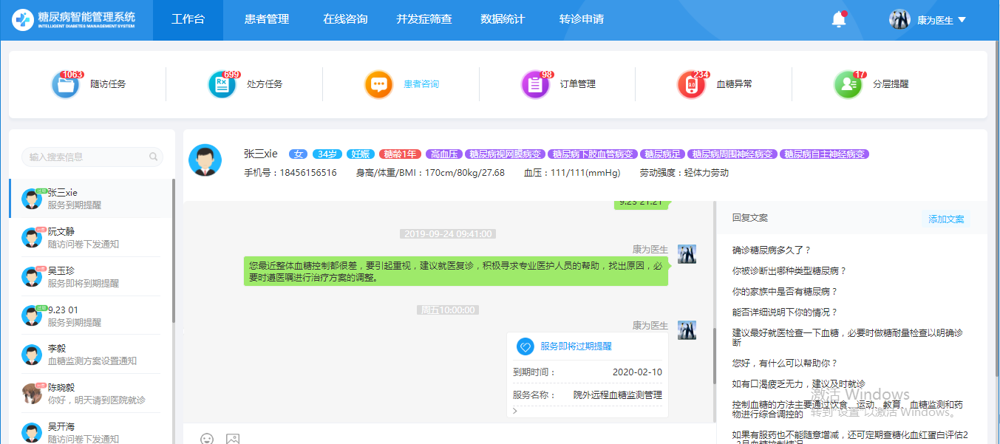 糖尿病智能管理系统
INTELLIGENT DIABETES MANAGEMENT SYSTEM
工作台
患者管理
在线咨询
并发症筛查
数据统计
转诊申请
康为医生
1063
随访任务
699
处方任务
患者咨询
98
订单管理
234
血糖异常
17
分层提醒
输入搜索信息
张三xie
服务到期提醒
阮文静
随访问卷下发通知
吴玉珍
服务即将到期提醒
9.23 01
服务到期提醒
李毅
血糖监测方案设置通知
陈晓毅
你好，明天请到医院就诊
吴开海
随访问卷下发通知
张三xie
女
34岁
妊娠
糖龄1年
高血压
糖尿病视网膜病变
糖尿病下肢血管病变
糖尿病足
糖尿病周围神经病变
糖尿病自主神经病变
手机号：18456156516
身高/体重/BMI：170cm/80kg/27.68
血压：111/111(mmHg)
劳动强度：轻体力劳动
9.23 21:21
2019-09-24 09:41:00
康为医生
您最近整体血糖控制都很差，要引起重视，建议就医复诊，积极寻求专业医护人员的帮助，找出原因，必
要时遵医嘱进行治疗方案的调整。
周五10:00:00
康为医生
服务即将过期提醒
到期时间：
2020-02-10
服务名称：
院外远程血糖监测管理
回复文案
添加文案
确诊糖尿病多久了？
你被诊断出哪种类型糖尿病？
你的家族中是否有糖尿病？
能否详细说明下你的情况？
建议最好就医检查一下血糖，必要时做糖耐量检查以明确诊
断
您好，有什么可以帮助你？
如有口渴疲乏无力，建议及时就诊
控制血糖的方法主要通过饮食、运动、教育、血糖监测和药
物进行综合调控的
如果有服药也不能随意增减，还可定期查糖化血红蛋白评估2
-3月血糖控制情况
激活 Windows
转到"设置"以激活 Windows。